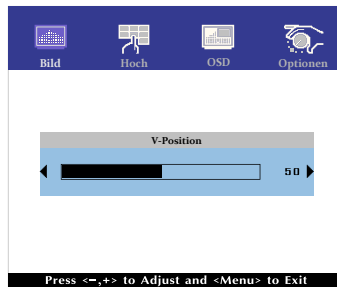 Bild Hoch OSD Optionen
V-Position
50
Press <-,+> to Adjust and <Menu> to Exit